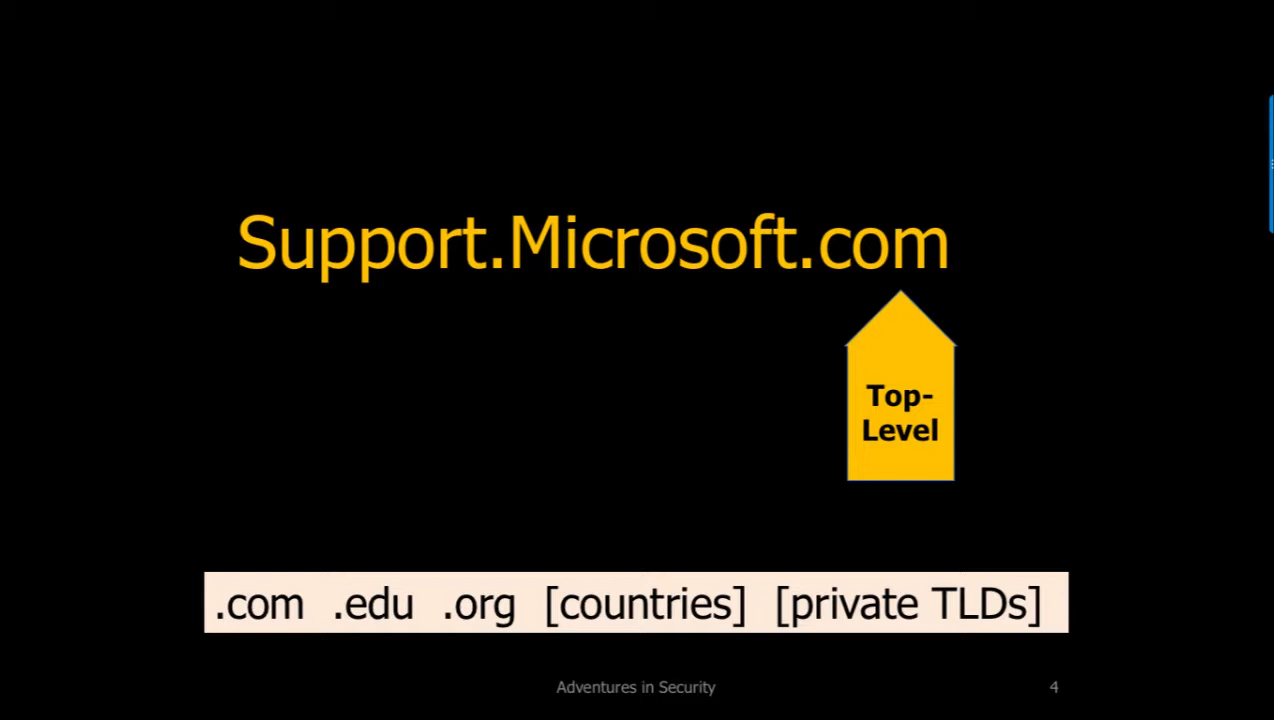 Support.Microsoft.com
Top-
Level
.com .edu .org [countries] [private TLDs]
Adventures in Security
4